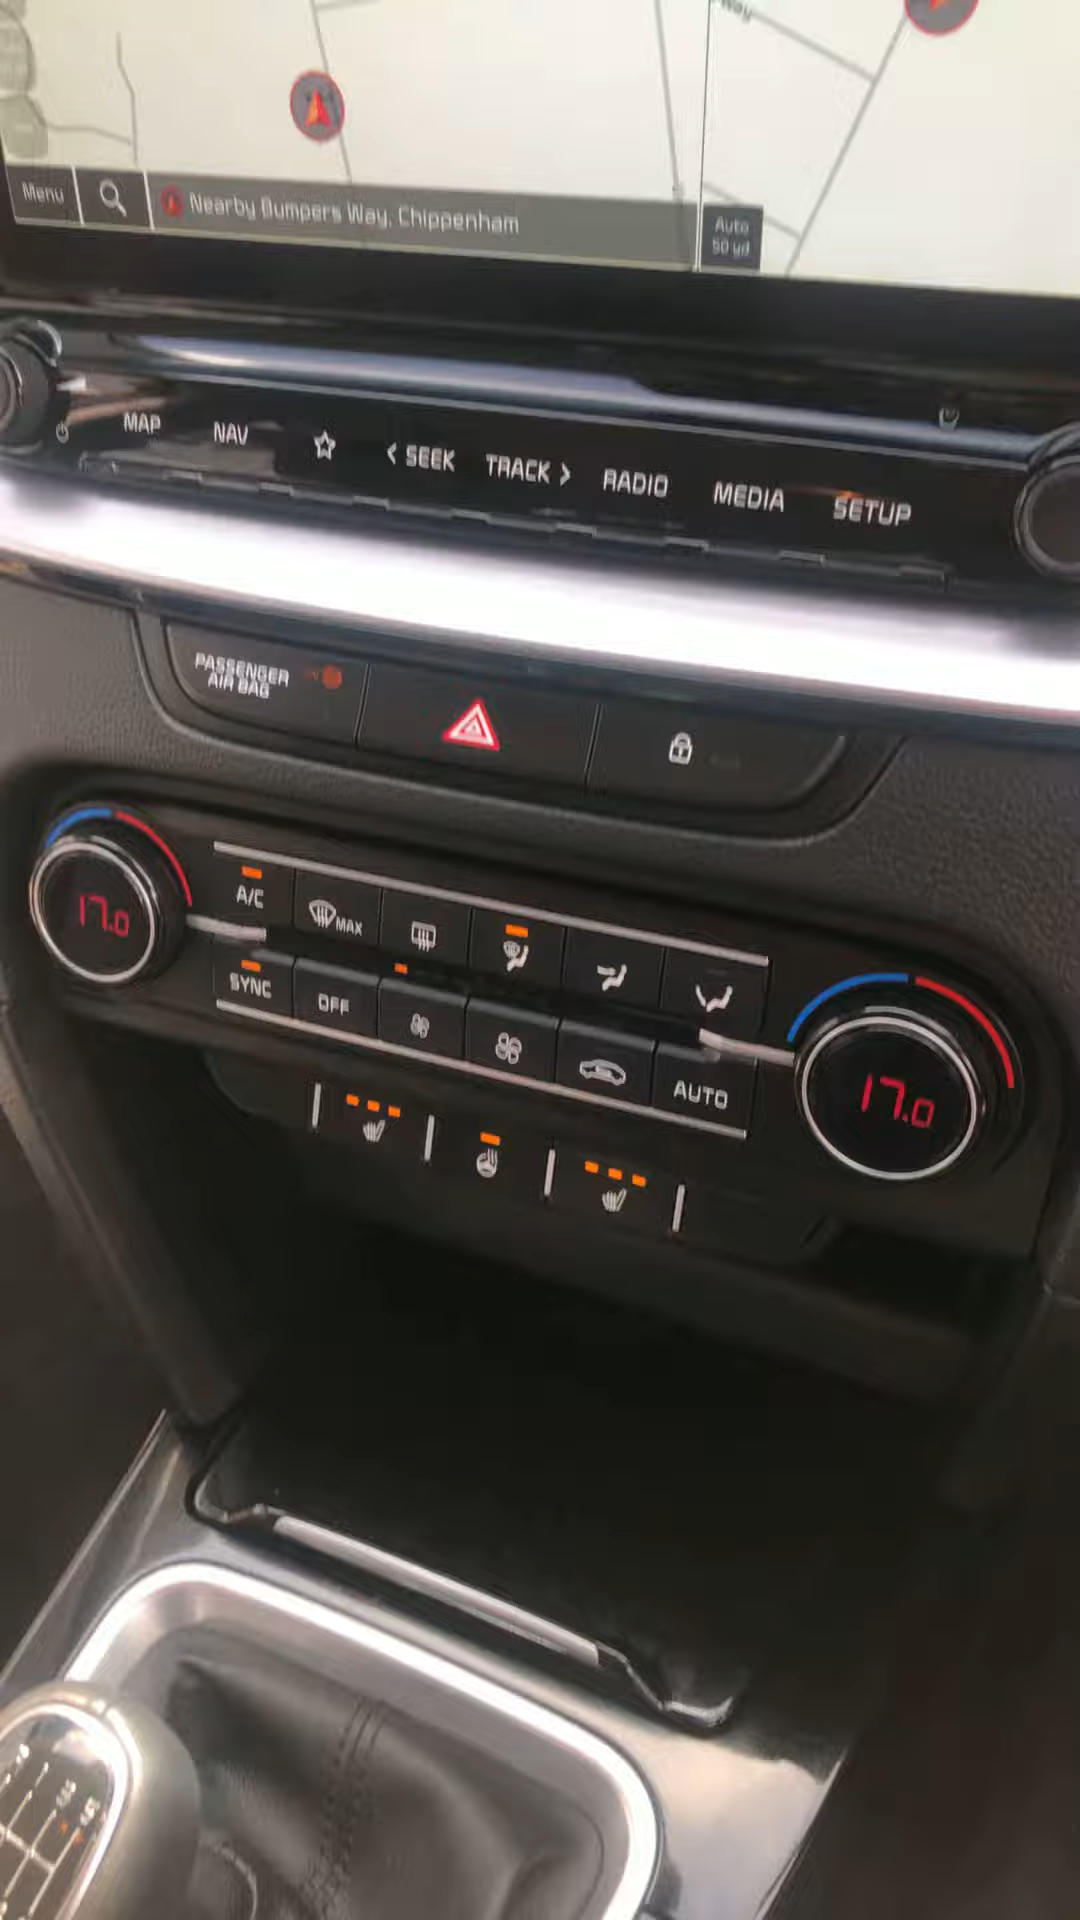 Way
Menu
Nearby Bumpers Way, Chippenham
Auto
50 yd
MAP
NAV
< SEEK
TRACK >
RADIO
MEDIA
SETUP
PASSENGER
AIR BAG
17.0
A/C
MAX
SYNC
OFF
AUTO
17.0